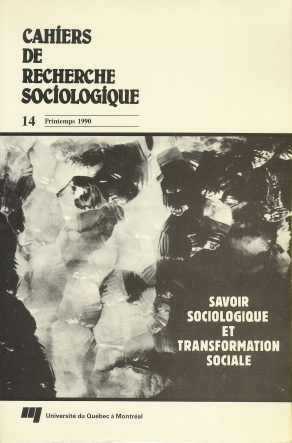 CAHIERS
DE
RECHERCHE
SOCIOLOGIQUE
14 Printemps 1990
SAVOIR
SOCIOLOGIQUE
ET
TRANSFORMATION
SOCIALE
Université du Québec à Montréal